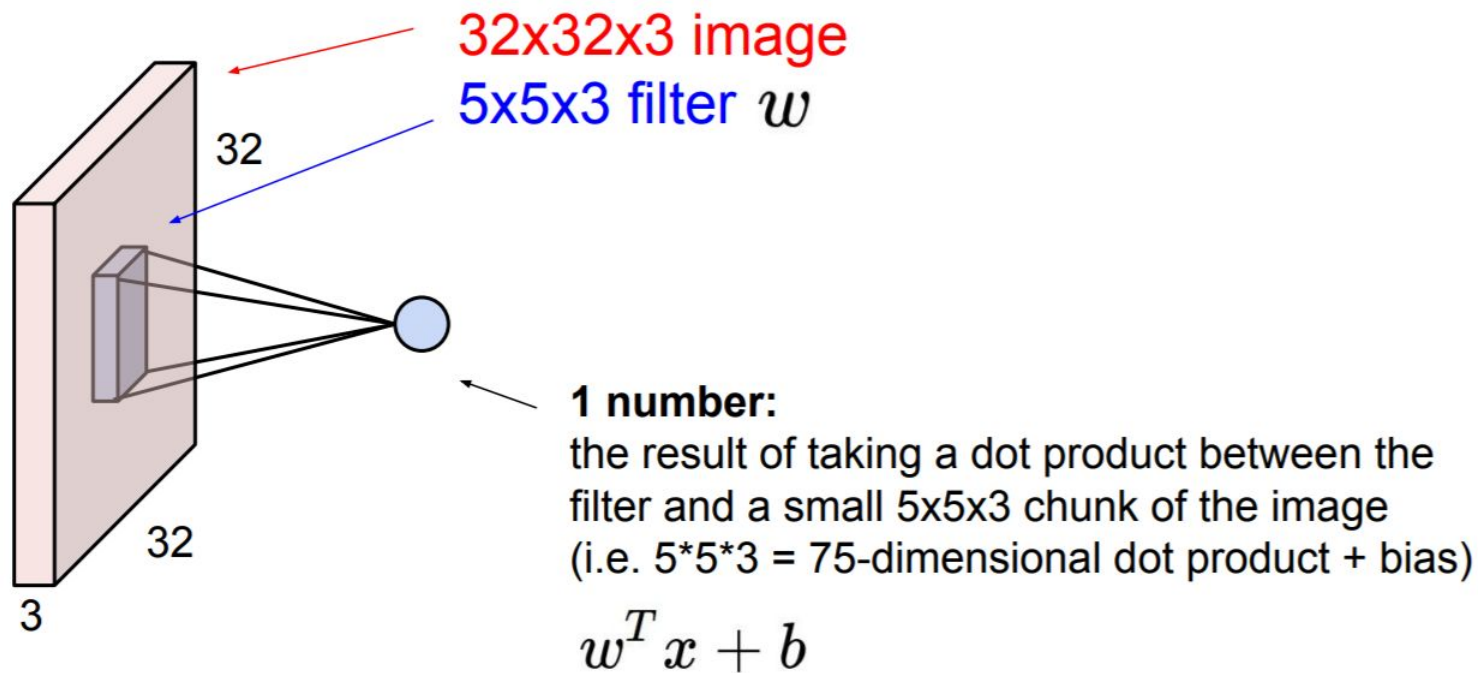 32x32x3 image
5x5x3 filter w
32
32
3
1 number:
the result of taking a dot product between the
filter and a small 5x5x3 chunk of the image
(i.e. 5*5*3 = 75-dimensional dot product + bias)
w^T x + b